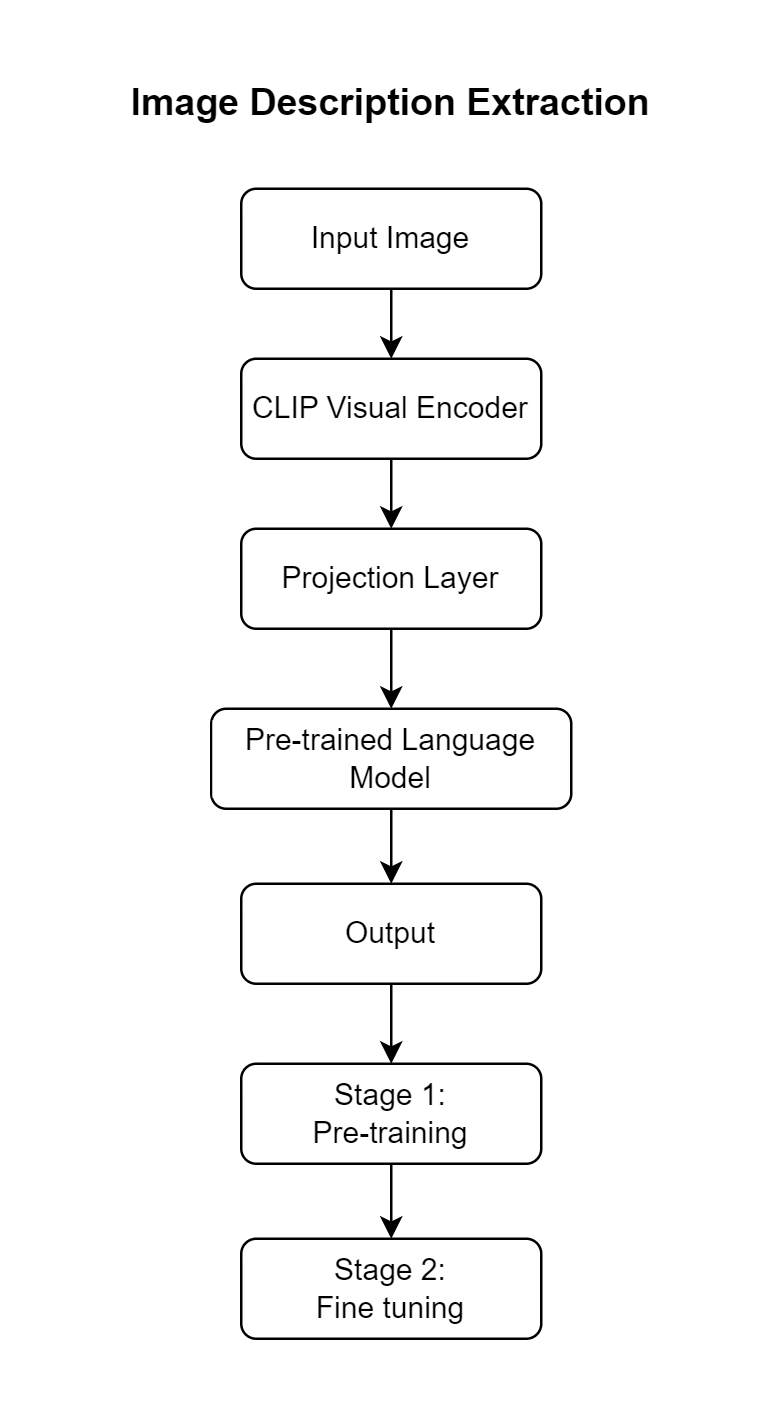 Image Description Extraction
Input Image
CLIP Visual Encoder
Projection Layer
Pre-trained Language
Model
Output
Stage 1:
Pre-training
Stage 2:
Fine tuning